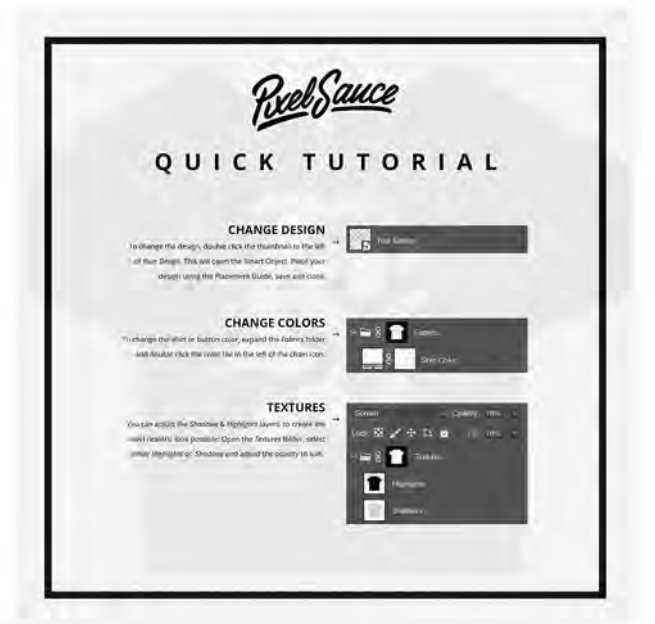 PixelSauce
QUICK TUTORIAL
CHANGE DESIGN
To change the design, double click the thumbnail to the left
of Your Design. This will open the Smart Object. Place your
design using the Placement Guide, save and close.
Your Design
CHANGE COLORS
To change the shirt or button color, expand the Fabrics folder
and double click the color tile to the left of the chain icon.
Fabrics
Shirt Color
TEXTURES
You can adjust the Shadows & Highlights layers, to create the
most realistic look possible. Open the Textures folder, select
either Highlights or Shadows and adjust the opacity to suit.
Screen Opacity: 70%
Lock:
Textures
Highlights
Shadows